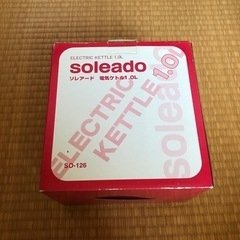 ELECTRIC KETTLE 1.0L
soleado
ソレアード 電気ケトル1.0L
ELECTRIC
KETTLE
1.0
soleado
SO-126